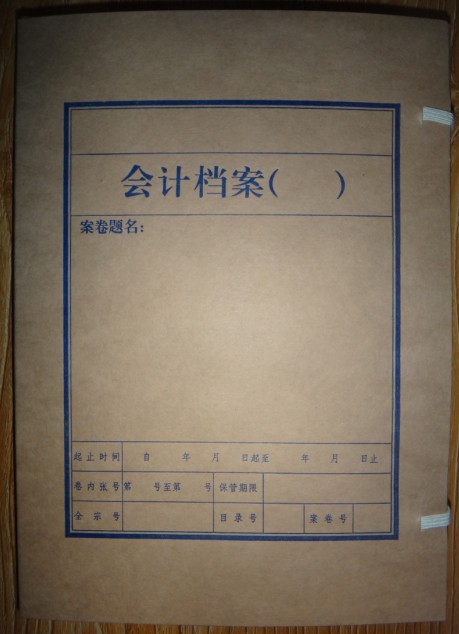 会计档案( )
案卷题名:
起止时间 自 年 月 日起至 年 月 日止
卷内张号 第 号至第 号 保管期限
全宗号 目录号 案卷号